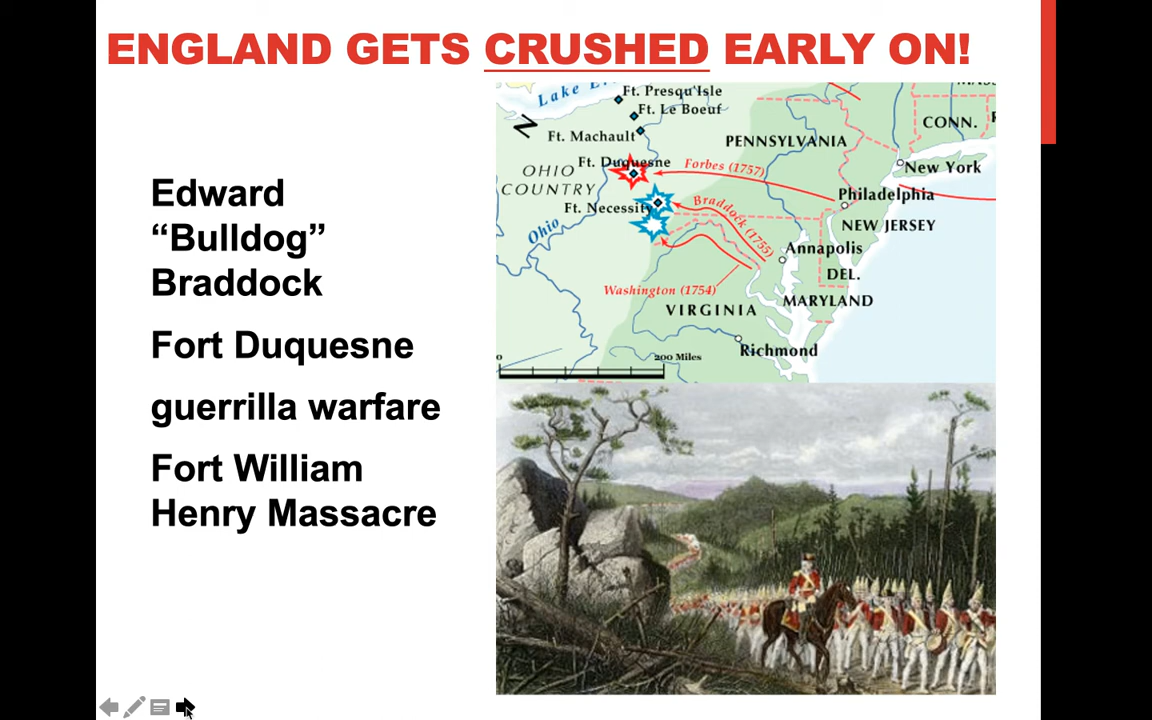 ENGLAND GETS CRUSHED EARLY ON!
Edward
“Bulldog”
Braddock
Fort Duquesne
guerrilla warfare
Fort William
Henry Massacre
Lake
Ft. Presqu'Isle
Ft. Le Boeuf
Ft. Machault
N
PENNSYLVANIA
CONN.
OHIO
COUNTRY
Ft. Duquesne
Forbes (1757)
New York
Philadelphia
Ft. Necessity
Braddock (1755)
NEW JERSEY
Ohio
Annapolis
DEL.
Washington (1754)
MARYLAND
VIRGINIA
Richmond
0
200 Miles